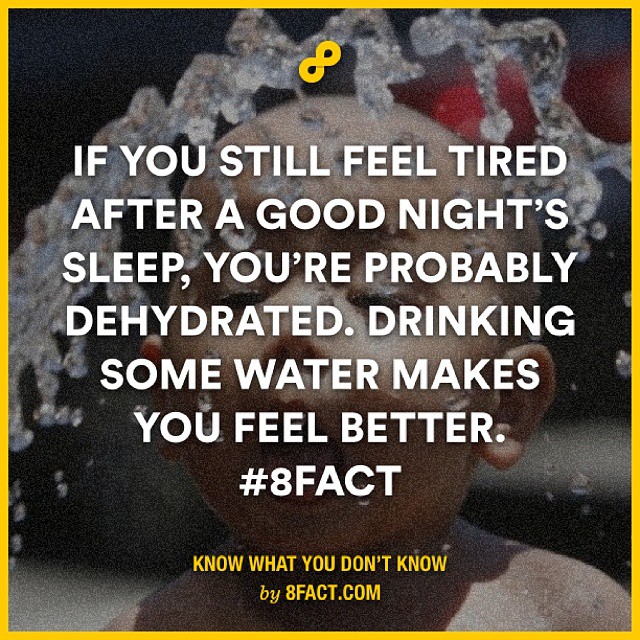 IF YOU STILL FEEL TIRED
AFTER A GOOD NIGHT’S
SLEEP, YOU’RE PROBABLY
DEHYDRATED. DRINKING
SOME WATER MAKES
YOU FEEL BETTER.
#8FACT
KNOW WHAT YOU DON’T KNOW
by 8FACT.COM